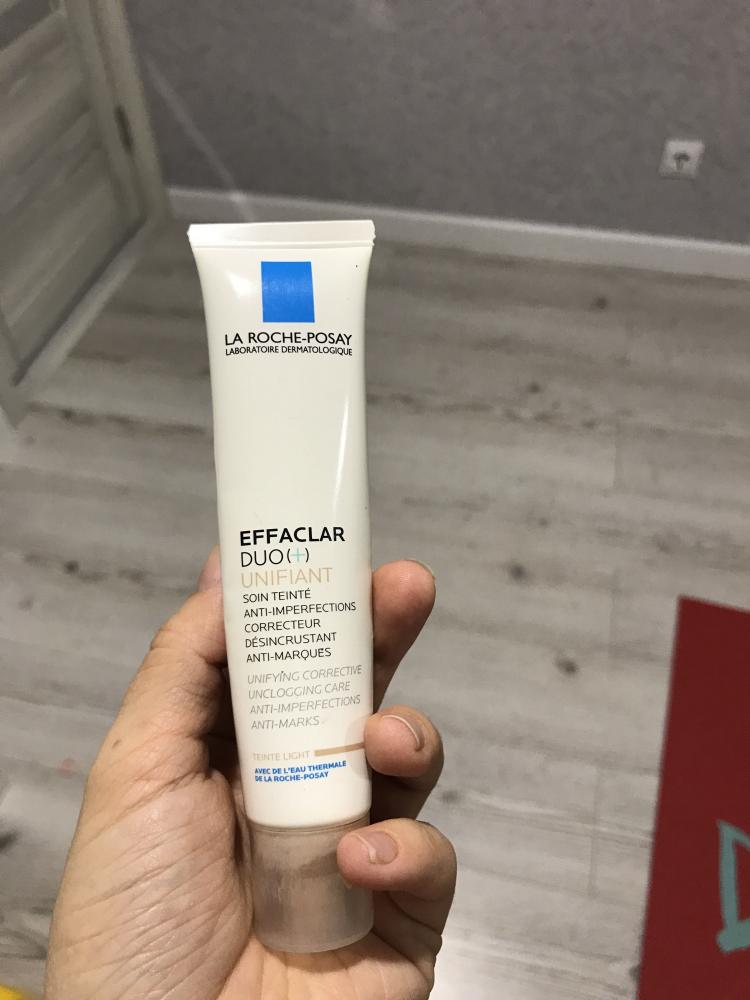 LA ROCHE-POSAY
LABORATOIRE DERMATOLOGIQUE
EFFACLAR
DUO(+)
UNIFIANT
SOIN TEINTÉ
ANTI-IMPERFECTIONS
CORRECTEUR
DÉSINCRUSTANT
ANTI-MARQUES
UNIFYING CORRECTIVE
UNCLOGGING CARE
ANTI-IMPERFECTIONS
ANTI-MARKS
TEINTE LIGHT
AVEC DE L'EAU THERMALE
DE LA ROCHE-POSAY